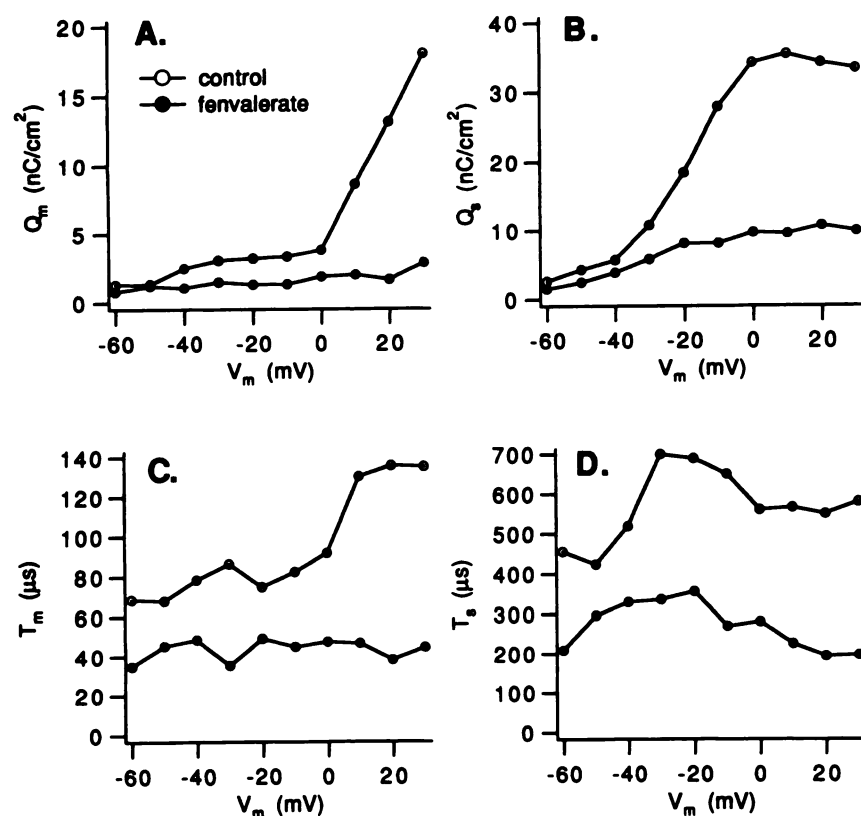 A.
control
fenvalerate
20
15
10
5
0
Qm (nC/cm²)
-60 -40 -20 0 20
Vm (mV)
B.
40
30
20
10
0
Qs (nC/cm²)
-60 -40 -20 0 20
Vm (mV)
C.
140
120
100
80
60
40
20
0
Tm (μs)
-60 -40 -20 0 20
Vm (mV)
D.
700
600
500
400
300
200
100
0
Ts (μs)
-60 -40 -20 0 20
Vm (mV)